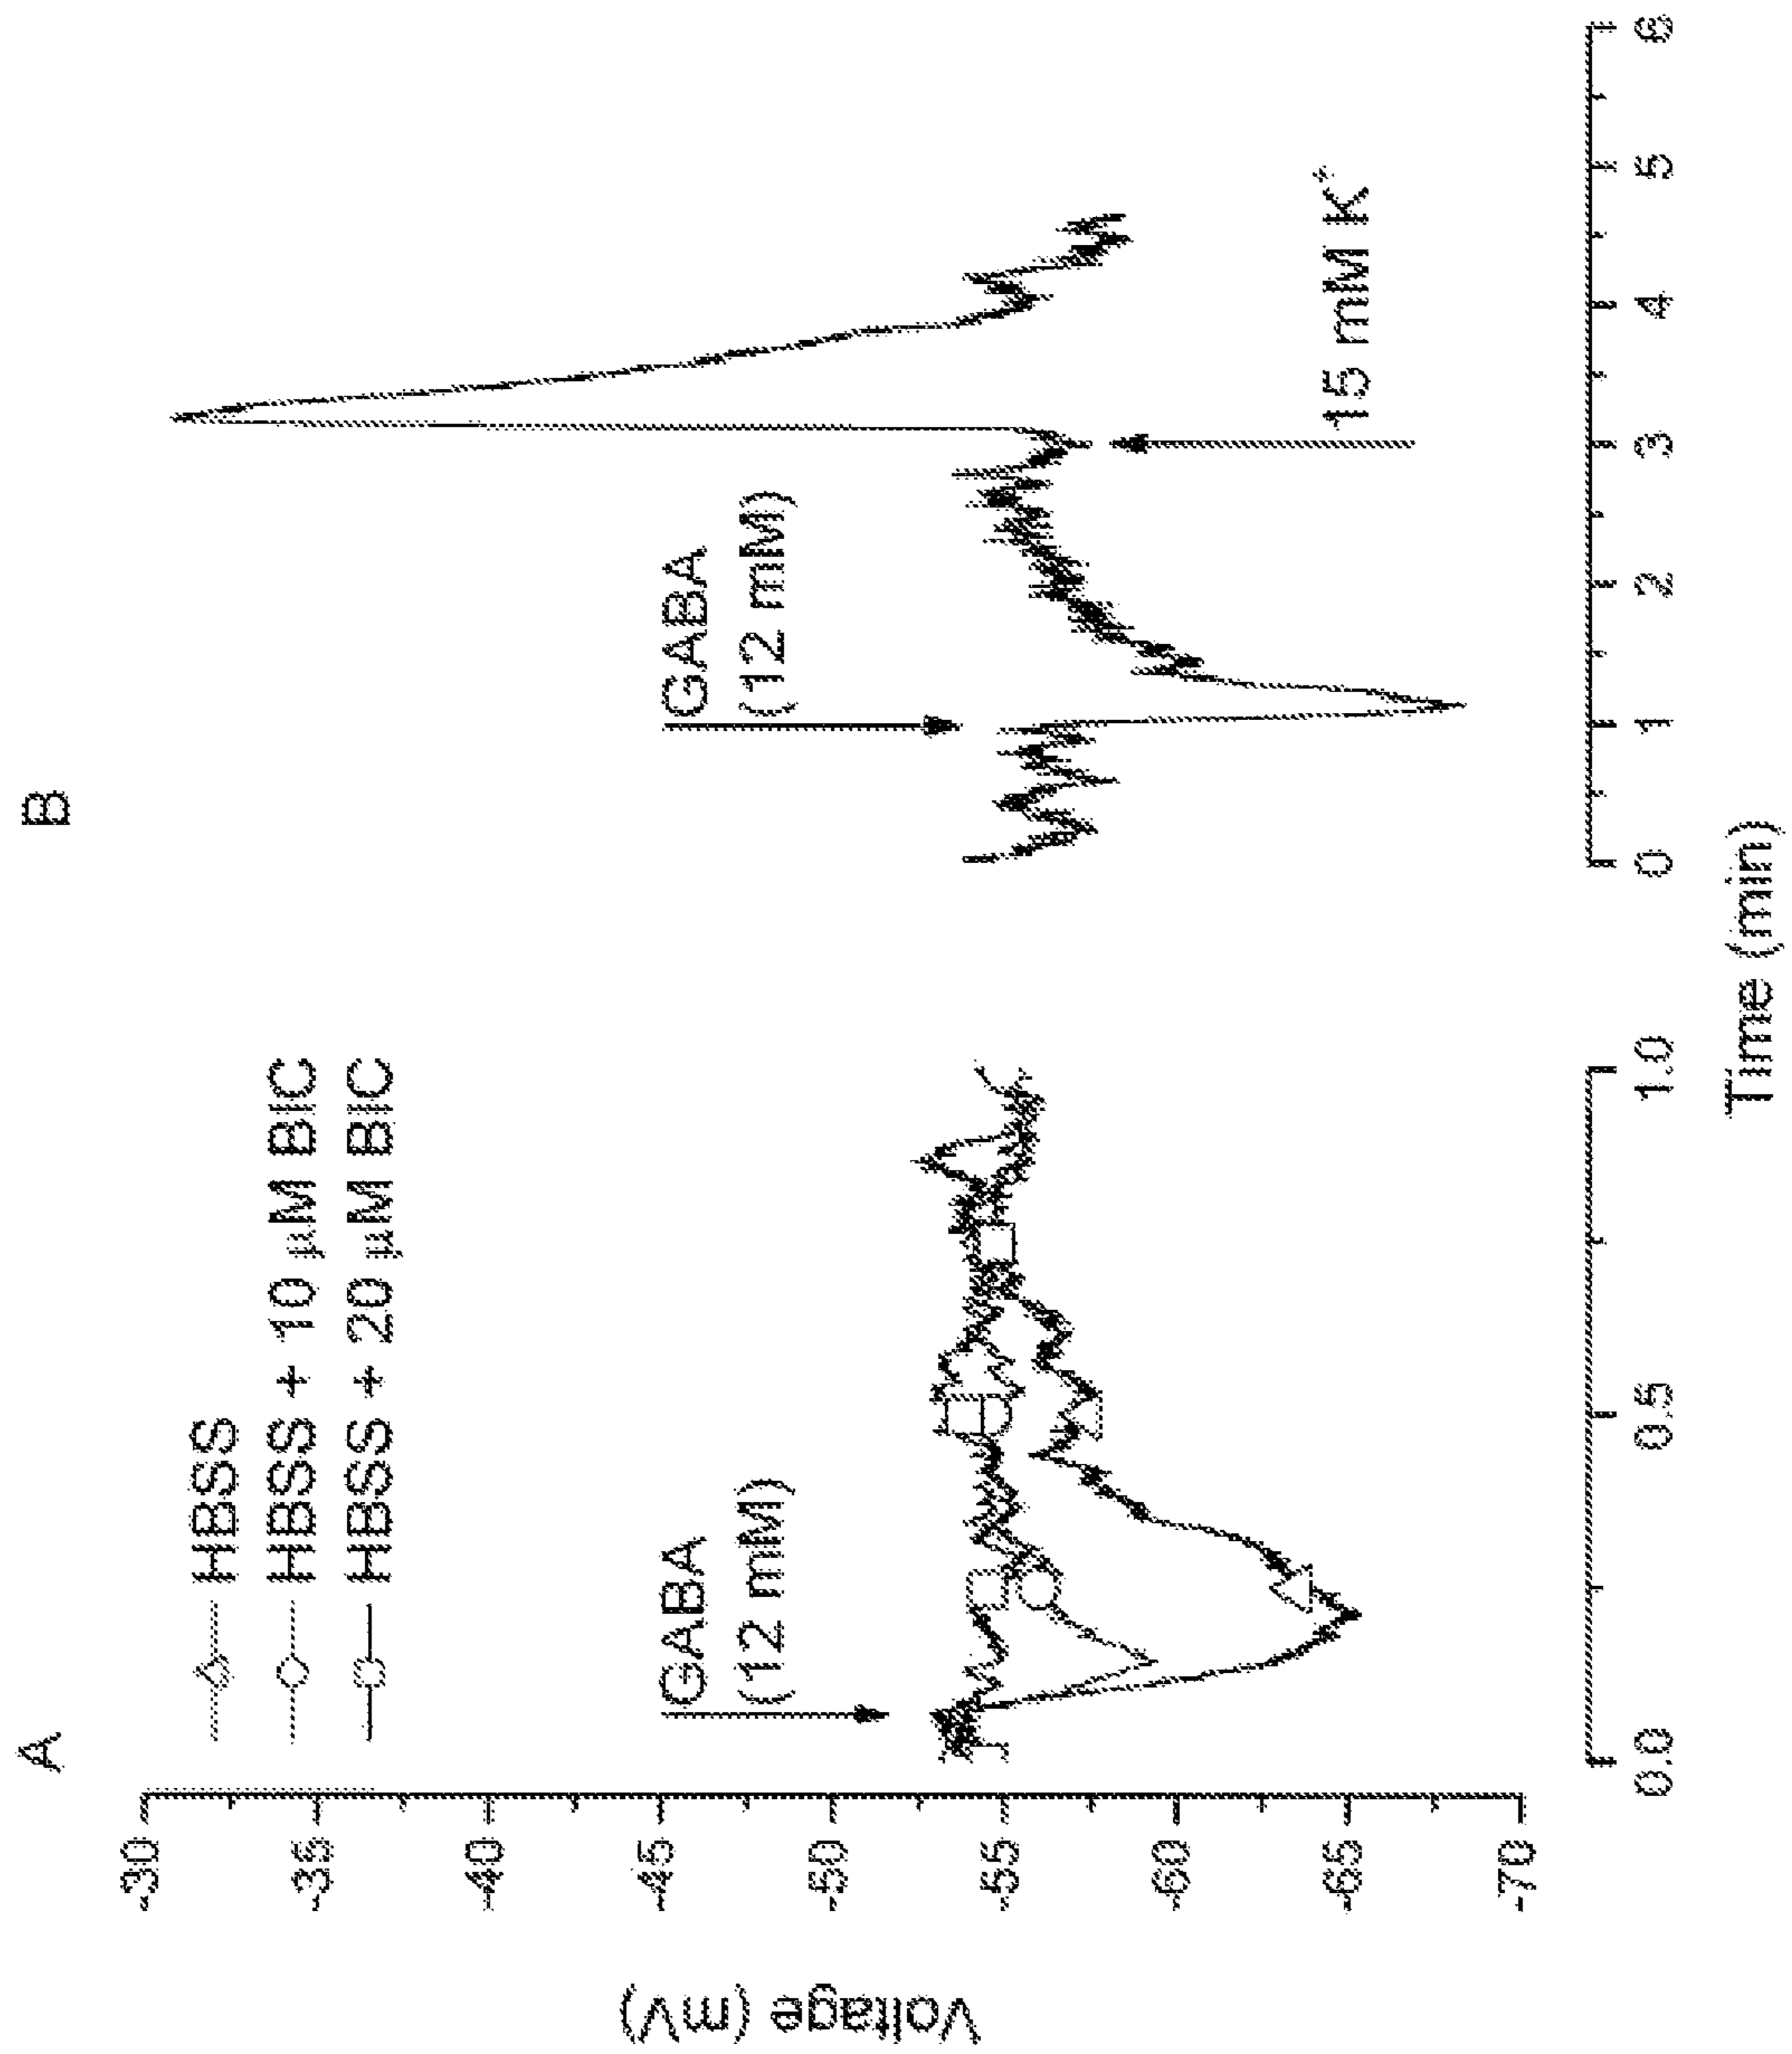 A
B
HBSS
HBSS + 10 µM BIC
HBSS + 20 µM BIC
GABA
(12 mM)
GABA
(12 mM)
15 mM K⁺
Voltage (mV)
-30
-35
-40
-45
-50
-55
-60
-65
-70
0.0
0.5
1.0
0
1
2
3
4
5
6
Time (min)